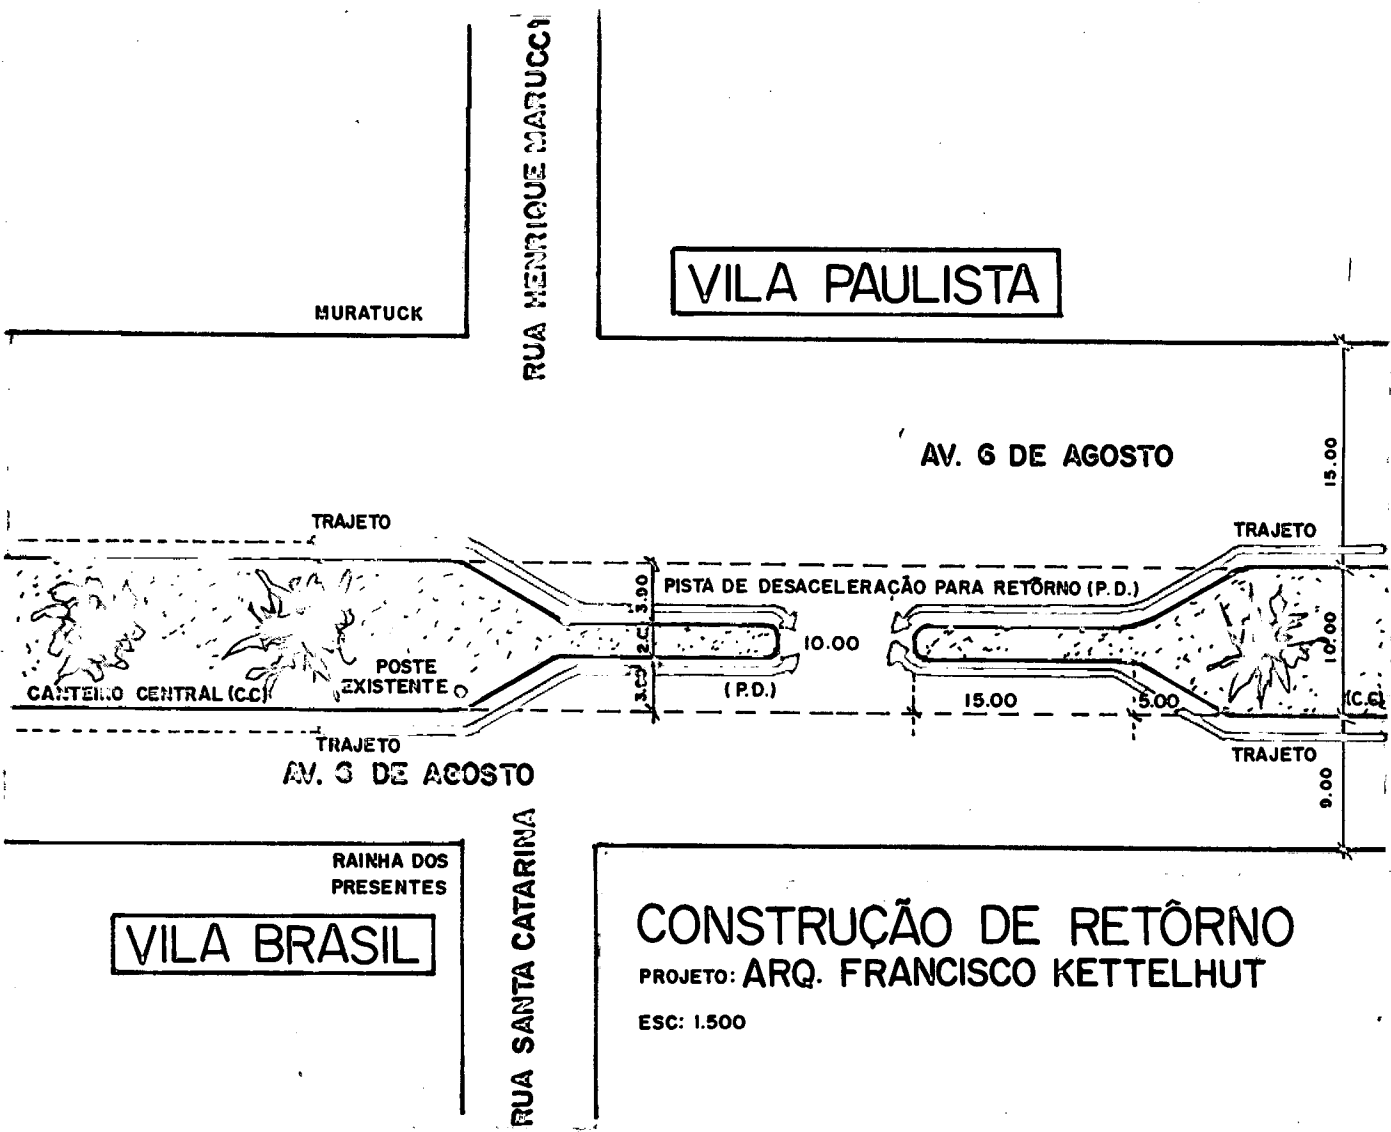 RUA HENRIQUE MARUCCI
VILA PAULISTA
MURATUCK
AV. 6 DE AGOSTO
15.00
TRAJETO
TRAJETO
PISTA DE DESACELERAÇÃO PARA RETÔRNO (P.D.)
3.00
10.00
10.00
POSTE
EXISTENTE
CANTEIRO CENTRAL (C.C)
3.00
(P.D.)
15.00
5.00
TRAJETO
TRAJETO
AV. 6 DE AGOSTO
9.00
RAINHA DOS
PRESENTES
VILA BRASIL
RUA SANTA CATARINA
CONSTRUÇÃO DE RETÔRNO
PROJETO: ARQ. FRANCISCO KETTELHUT
ESC: 1.500